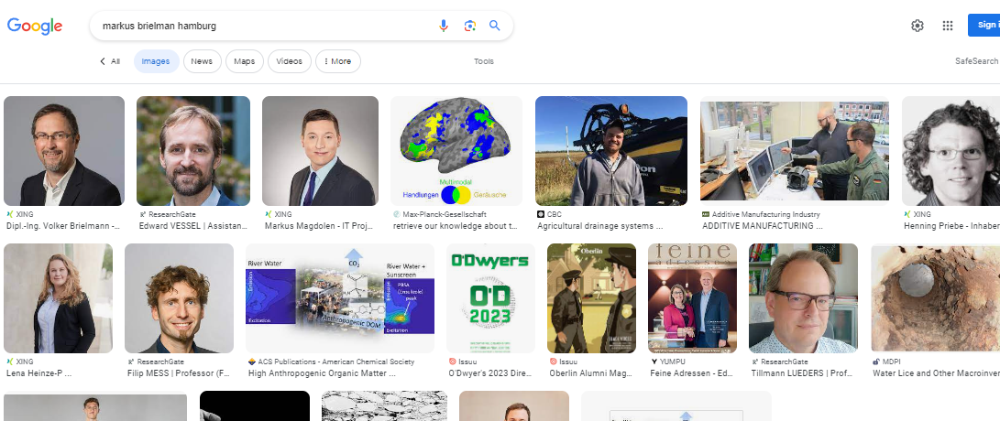 Google
markus brielman hamburg
Sign i
All
Images
News
Maps
Videos
More
Tools
SafeSearch
Multimodal
Handlungen
Geräusche
XING
Dipl.-Ing. Volker Brielmann -...
ResearchGate
Edward VESSEL | Assistan...
XING
Markus Magdolen - IT Proj...
Max-Planck-Gesellschaft
retrieve our knowledge about t...
CBC
Agricultural drainage systems ...
Additive Manufacturing Industry
ADDITIVE MANUFACTURING ...
XING
Henning Priebe - Inhaber
River Water
CO2
River Water +
Sunscreen
PBSA
peak
Emission
Excitation
Anthropogenic DOM
Excitation
O'Dwyers
O'D
2023
Oberlin
feine
XING
Lena Heinze-P ...
ResearchGate
Filip MESS | Professor (F...
ACS Publications - American Chemical Society
High Anthropogenic Organic Matter ...
Issuu
O'Dwyer's 2023 Dire...
Issuu
Oberlin Alumni Mag...
YUMPU
Feine Adressen - Ed...
ResearchGate
Tillmann LUEDERS | Prof...
MDPI
Water Lice and Other Macroinver